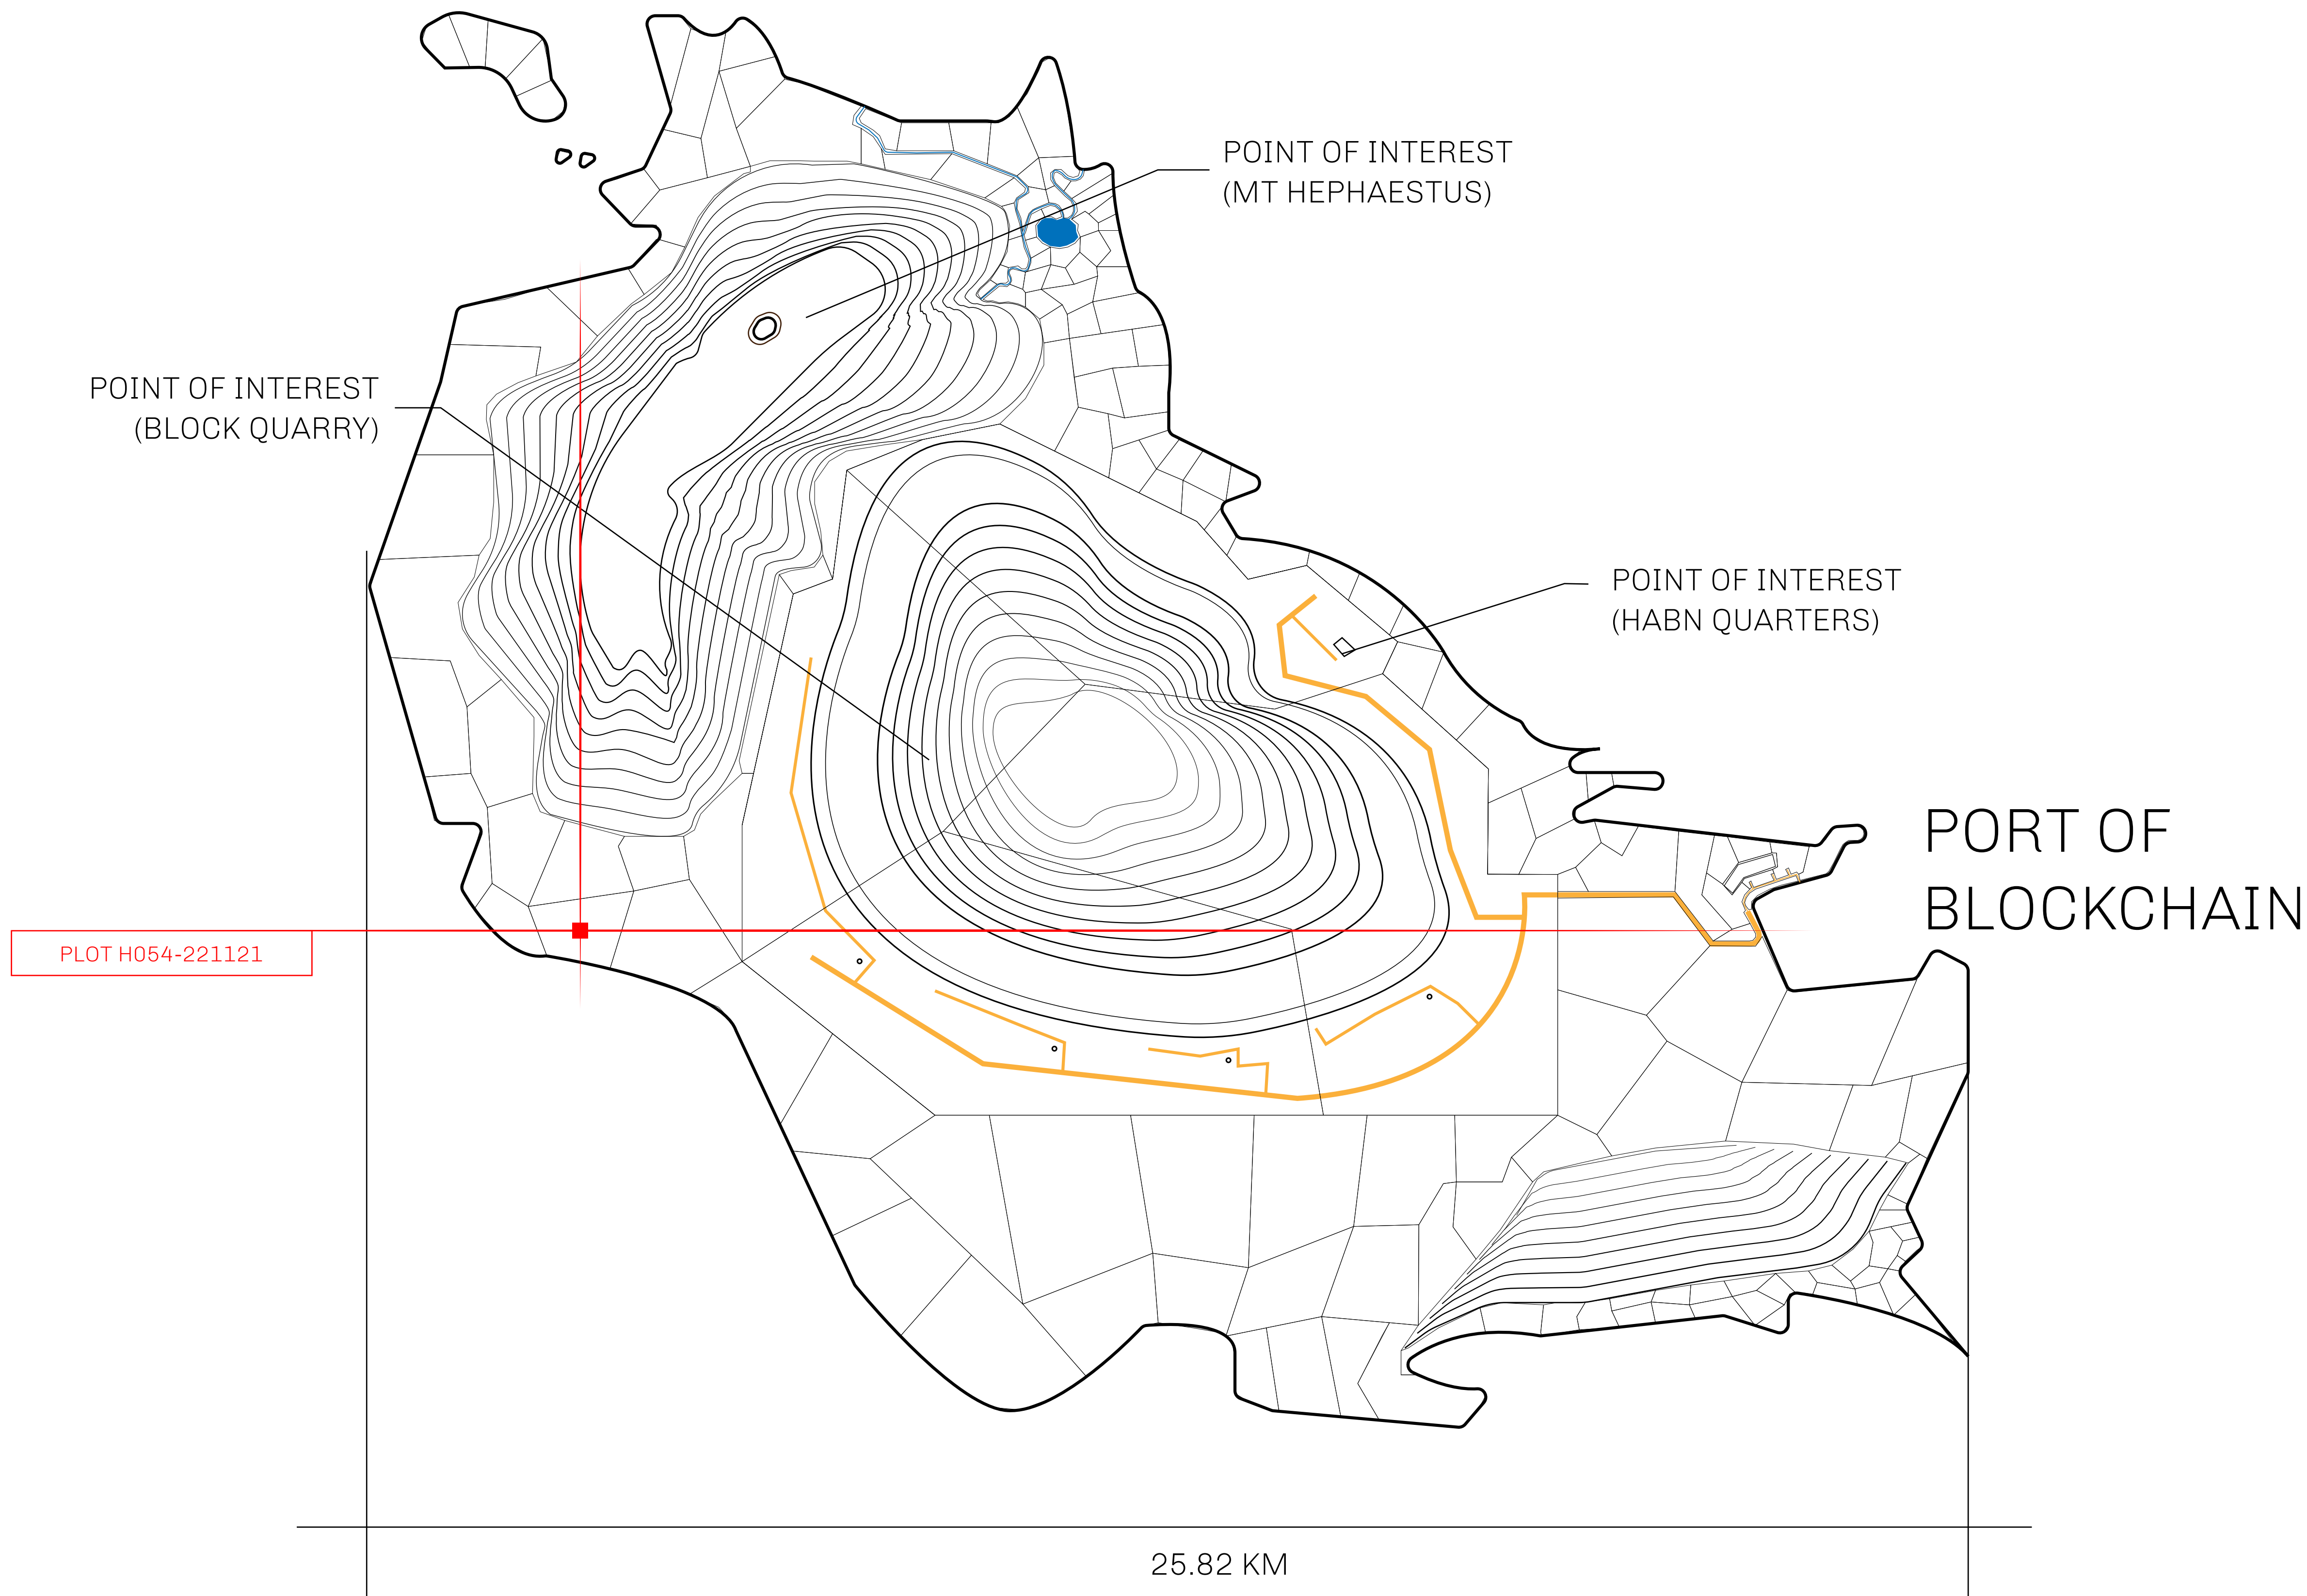 POINT OF INTEREST
(MT HEPHAESTUS)
POINT OF INTEREST
(BLOCK QUARRY)
POINT OF INTEREST
(HABN QUARTERS)
PORT OF
BLOCKCHAIN
PLOT H054-221121
25.82 KM